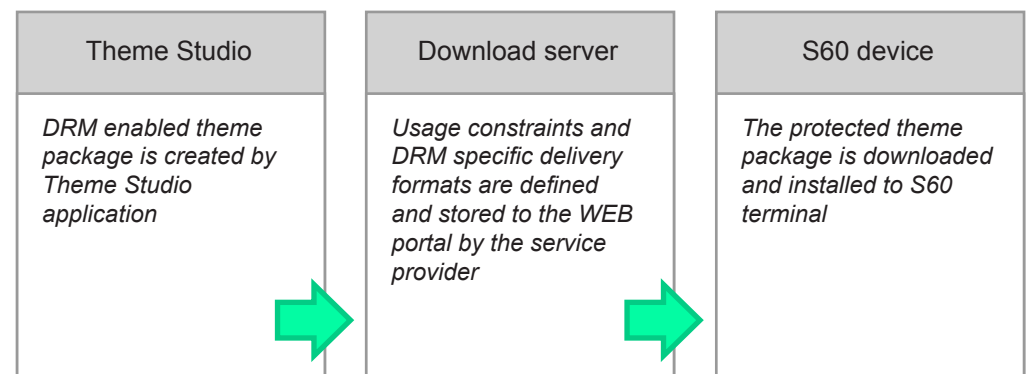 Theme Studio
DRM enabled theme
package is created by
Theme Studio
application
Download server
Usage constraints and
DRM specific delivery
formats are defined
and stored to the WEB
portal by the service
provider
S60 device
The protected theme
package is downloaded
and installed to S60
terminal